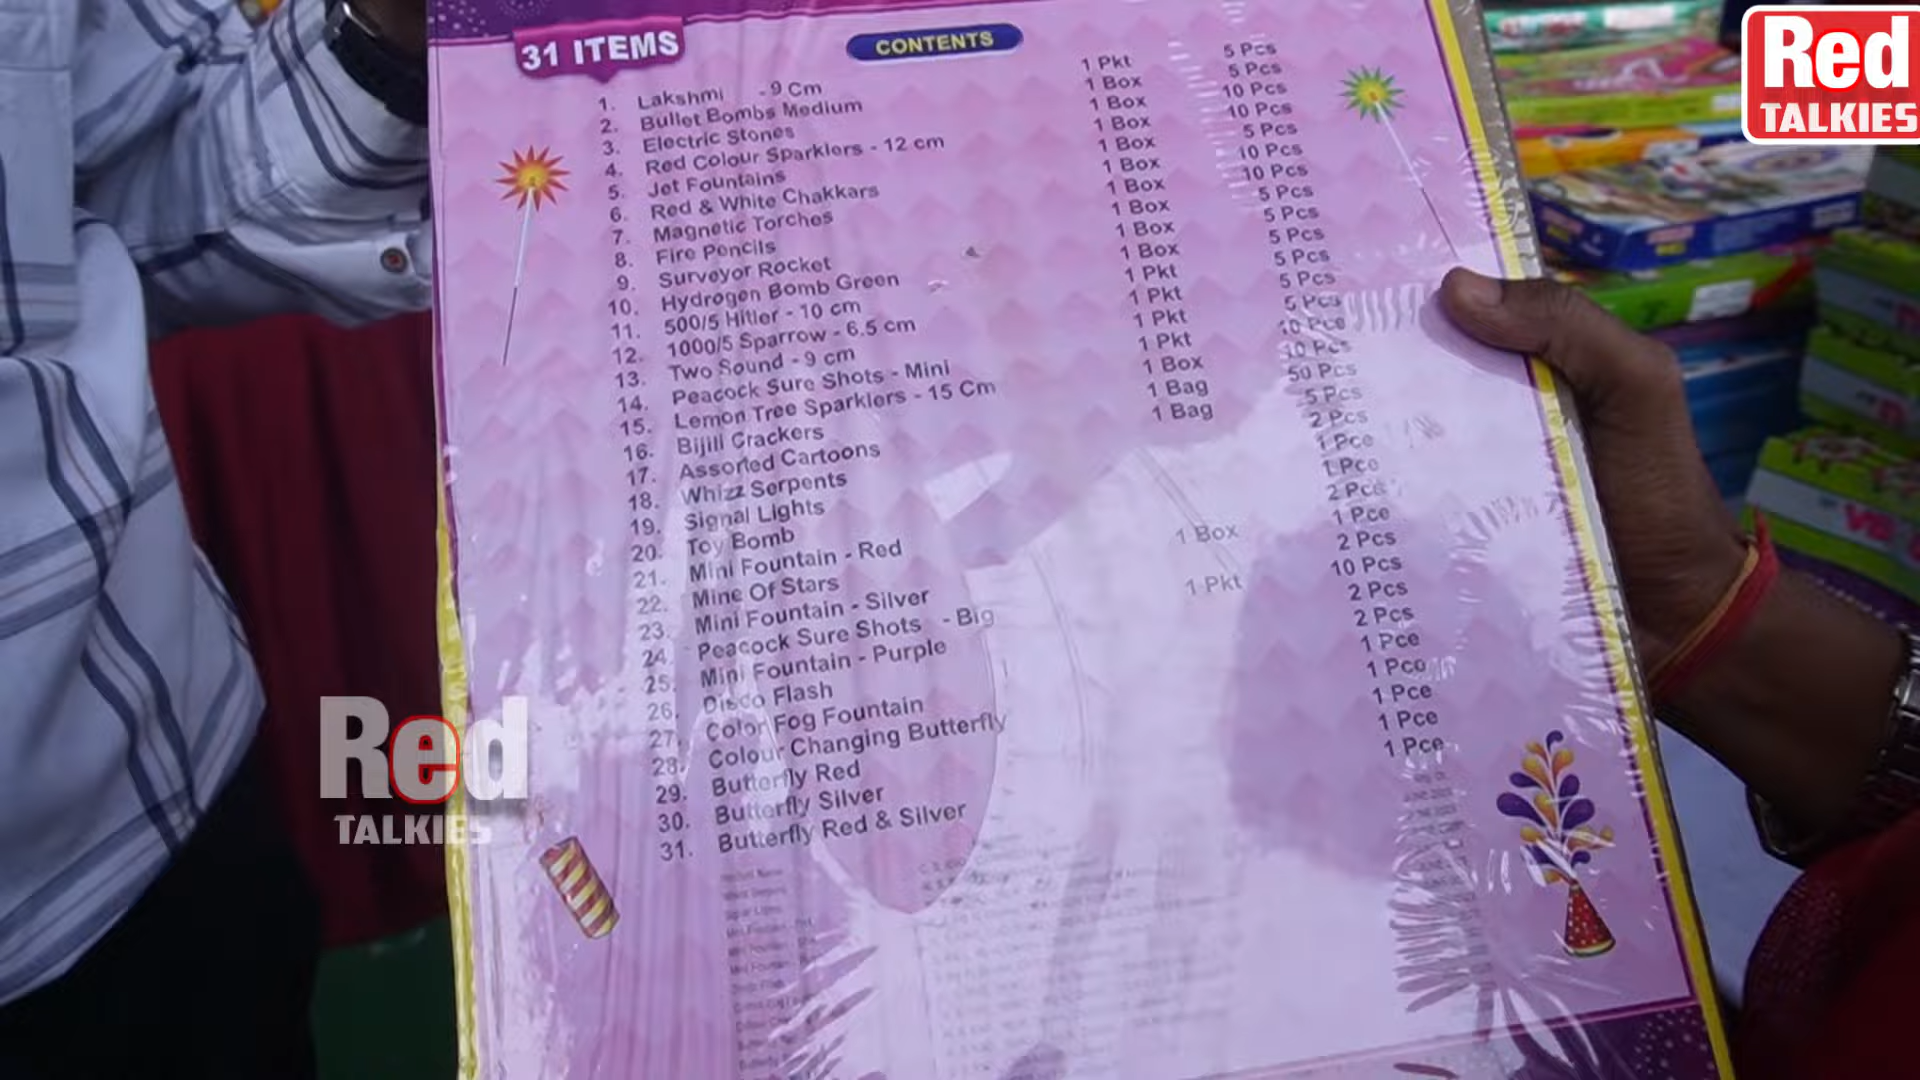 31 ITEMS
CONTENTS
1. Lakshmi - 9 Cm 1 Pkt 5 Pcs
2. Bullet Bombs Medium 1 Box 5 Pcs
3. Electric Stones 1 Box 10 Pcs
4. Red Colour Sparklers - 12 cm 1 Box 10 Pcs
5. Jet Fountains 1 Box 5 Pcs
6. Red & White Chakkars 1 Box 10 Pcs
7. Magnetic Torches 1 Box 10 Pcs
8. Fire Pencils 1 Box 5 Pcs
9. Surveyor Rocket 1 Box 5 Pcs
10. Hydrogen Bomb Green 1 Box 5 Pcs
11. 500/5 Hitler - 10 cm 1 Pkt 5 Pcs
12. 1000/5 Sparrow - 6.5 cm 1 Pkt 5 Pcs
13. Two Sound - 9 cm 1 Pkt 5 Pcs
14. Peacock Sure Shots - Mini 1 Pkt 10 Pce
15. Lemon Tree Sparklers - 15 Cm 1 Box 10 Pcs
16. Bijili Crackers 1 Bag 50 Pcs
17. Assorted Cartoons 1 Bag 5 Pcs
18. Whizz Serpents 2 Pcs
19. Signal Lights 1 Pce
20. Toy Bomb 1 Pce
21. Mini Fountain - Red 2 Pcs
22. Mine Of Stars 1 Box 1 Pce
23. Mini Fountain - Silver 2 Pcs
24. Peacock Sure Shots - Big 1 Pkt 10 Pcs
25. Mini Fountain - Purple 2 Pcs
26. Disco Flash 2 Pcs
27. Color Fog Fountain 1 Pce
28. Colour Changing Butterfly 1 Pce
29. Butterfly Red 1 Pce
30. Butterfly Silver 1 Pce
31. Butterfly Red & Silver 1 Pce
Red
TALKIES
Red
TALKIES